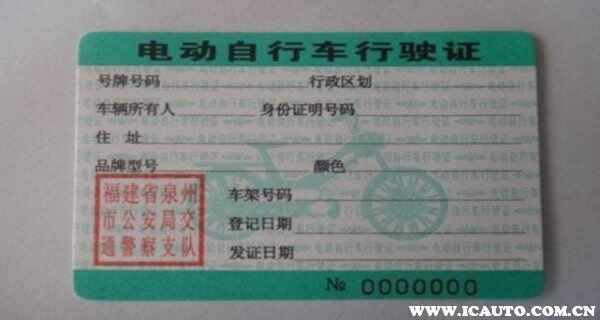 电动自行车行驶证
号牌号码 行政区划
车辆所有人 身份证明号码
住 址
品牌型号 颜色
福建省泉州
市公安局交
通警察支队
车架号码
登记日期
发证日期
№ 0000000
www.icauto.com.cn